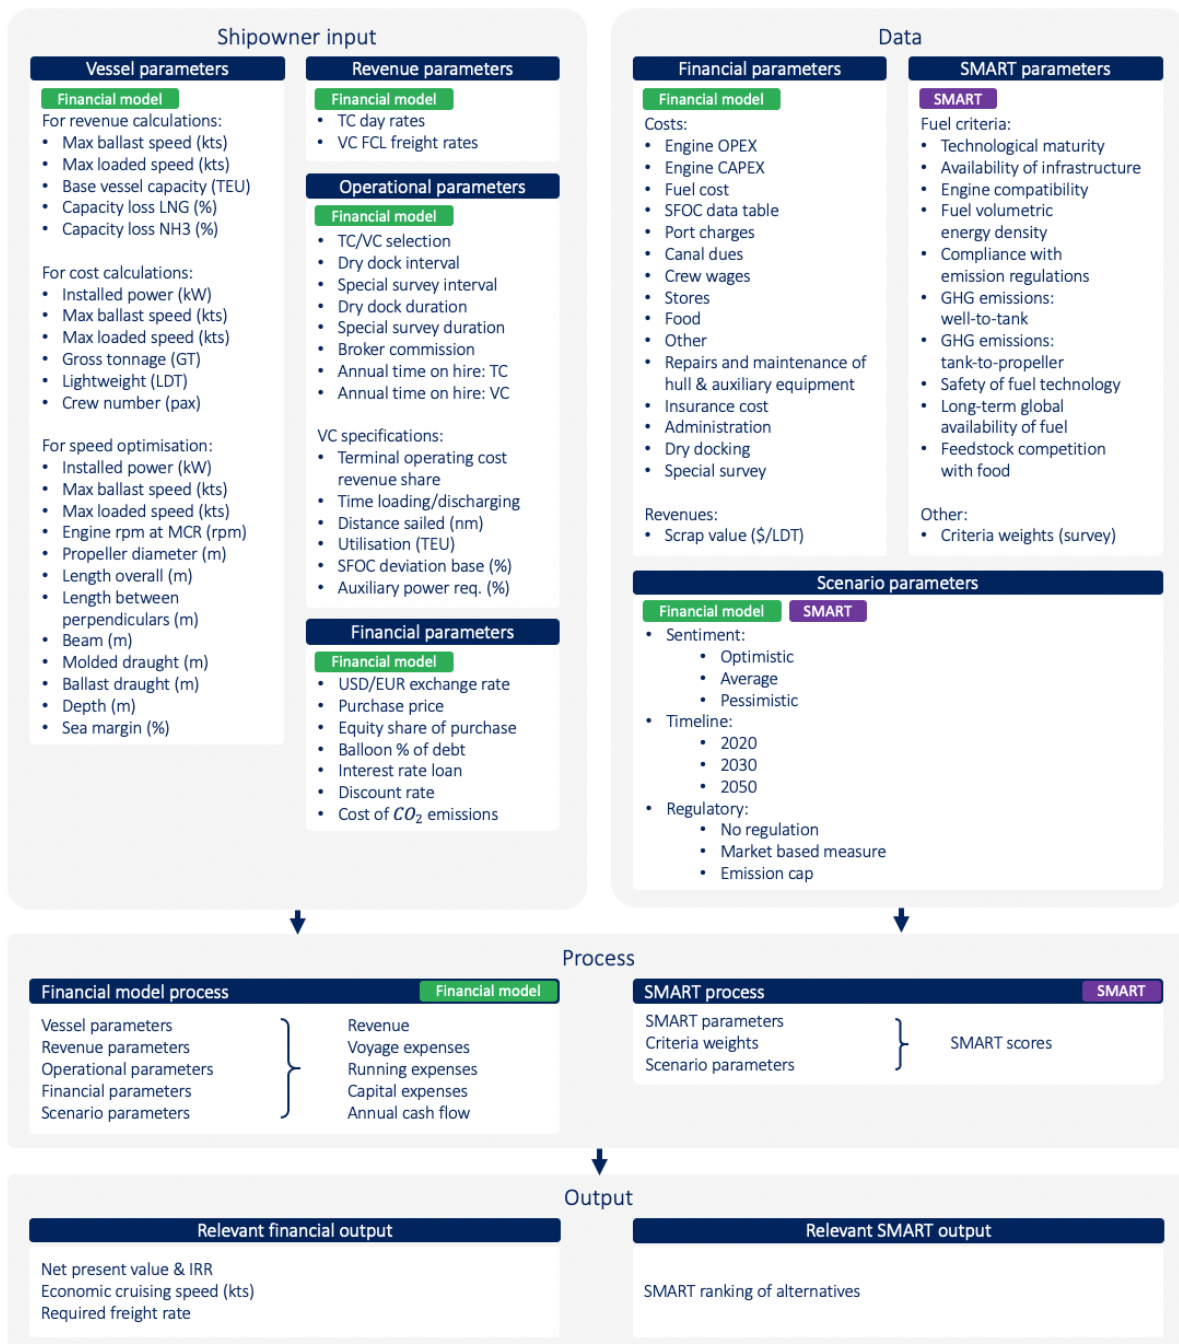 Shipowner input
Vessel parameters
Financial model
For revenue calculations:
• Max ballast speed (kts)
• Max loaded speed (kts)
• Base vessel capacity (TEU)
• Capacity loss LNG (%)
• Capacity loss NH3 (%)
For cost calculations:
• Installed power (kW)
• Max ballast speed (kts)
• Max loaded speed (kts)
• Gross tonnage (GT)
• Lightweight (LDT)
• Crew number (pax)
For speed optimisation:
• Installed power (kW)
• Max ballast speed (kts)
• Max loaded speed (kts)
• Engine rpm at MCR (rpm)
• Propeller diameter (m)
• Length overall (m)
• Length between
perpendiculars (m)
• Beam (m)
• Molded draught (m)
• Ballast draught (m)
• Depth (m)
• Sea margin (%)
Revenue parameters
Financial model
• TC day rates
• VC FCL freight rates
Operational parameters
Financial model
• TC/VC selection
• Dry dock interval
• Special survey interval
• Dry dock duration
• Special survey duration
• Broker commission
• Annual time on hire: TC
• Annual time on hire: VC
VC specifications:
• Terminal operating cost
revenue share
• Time loading/discharging
• Distance sailed (nm)
• Utilisation (TEU)
• SFOC deviation base (%)
• Auxiliary power req. (%)
Financial parameters
Financial model
• USD/EUR exchange rate
• Purchase price
• Equity share of purchase
• Balloon % of debt
• Interest rate loan
• Discount rate
• Cost of CO₂ emissions
Data
Financial parameters
Financial model
Costs:
• Engine OPEX
• Engine CAPEX
• Fuel cost
• SFOC data table
• Port charges
• Canal dues
• Crew wages
• Stores
• Food
• Other
• Repairs and maintenance of
hull & auxiliary equipment
• Insurance cost
• Administration
• Dry docking
• Special survey
Revenues:
• Scrap value ($/LDT)
SMART parameters
SMART
Fuel criteria:
• Technological maturity
• Availability of infrastructure
• Engine compatibility
• Fuel volumetric
energy density
• Compliance with
emission regulations
• GHG emissions:
well-to-tank
• GHG emissions:
tank-to-propeller
• Safety of fuel technology
• Long-term global
availability of fuel
• Feedstock competition
with food
Other:
• Criteria weights (survey)
Scenario parameters
Financial model SMART
• Sentiment:
• Optimistic
• Average
• Pessimistic
• Timeline:
• 2020
• 2030
• 2050
• Regulatory:
• No regulation
• Market based measure
• Emission cap
Process
Financial model process Financial model
Vessel parameters
Revenue parameters
Operational parameters
Financial parameters
Scenario parameters
Revenue
Voyage expenses
Running expenses
Capital expenses
Annual cash flow
SMART process SMART
SMART parameters
Criteria weights
Scenario parameters
SMART scores
Output
Relevant financial output
Net present value & IRR
Economic cruising speed (kts)
Required freight rate
Relevant SMART output
SMART ranking of alternatives